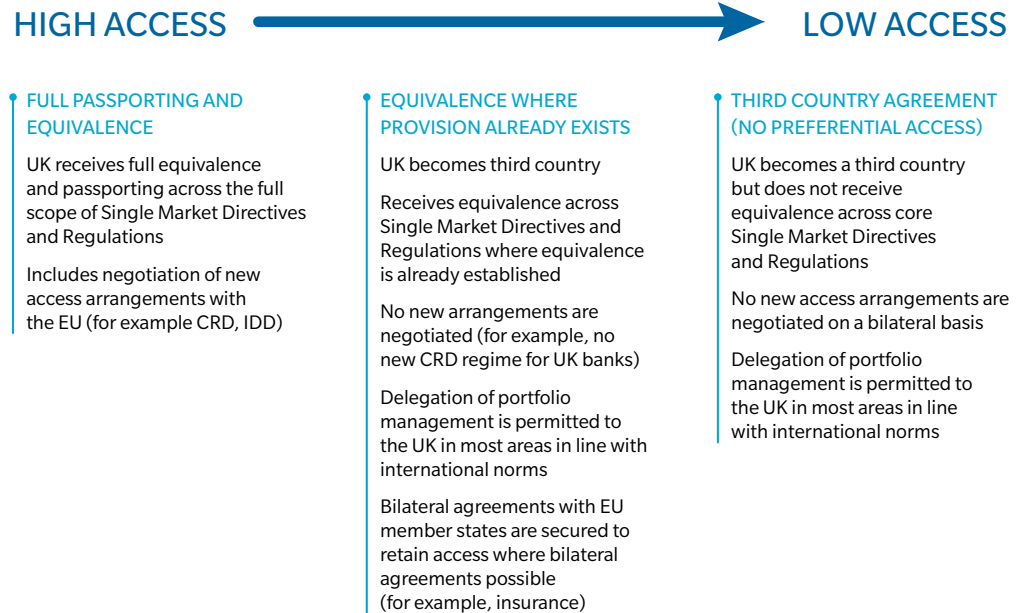 HIGH ACCESS
LOW ACCESS
FULL PASSPORTING AND
EQUIVALENCE
UK receives full equivalence
and passporting across the full
scope of Single Market Directives
and Regulations
Includes negotiation of new
access arrangements with
the EU (for example CRD, IDD)
EQUIVALENCE WHERE
PROVISION ALREADY EXISTS
UK becomes third country
Receives equivalence across
Single Market Directives and
Regulations where equivalence
is already established
No new arrangements are
negotiated (for example, no
new CRD regime for UK banks)
Delegation of portfolio
management is permitted to
the UK in most areas in line with
international norms
Bilateral agreements with EU
member states are secured to
retain access where bilateral
agreements possible
(for example, insurance)
THIRD COUNTRY AGREEMENT
(NO PREFERENTIAL ACCESS)
UK becomes a third country
but does not receive
equivalence across core
Single Market Directives
and Regulations
No new access arrangements are
negotiated on a bilateral basis
Delegation of portfolio
management is permitted to
the UK in most areas in line
with international norms